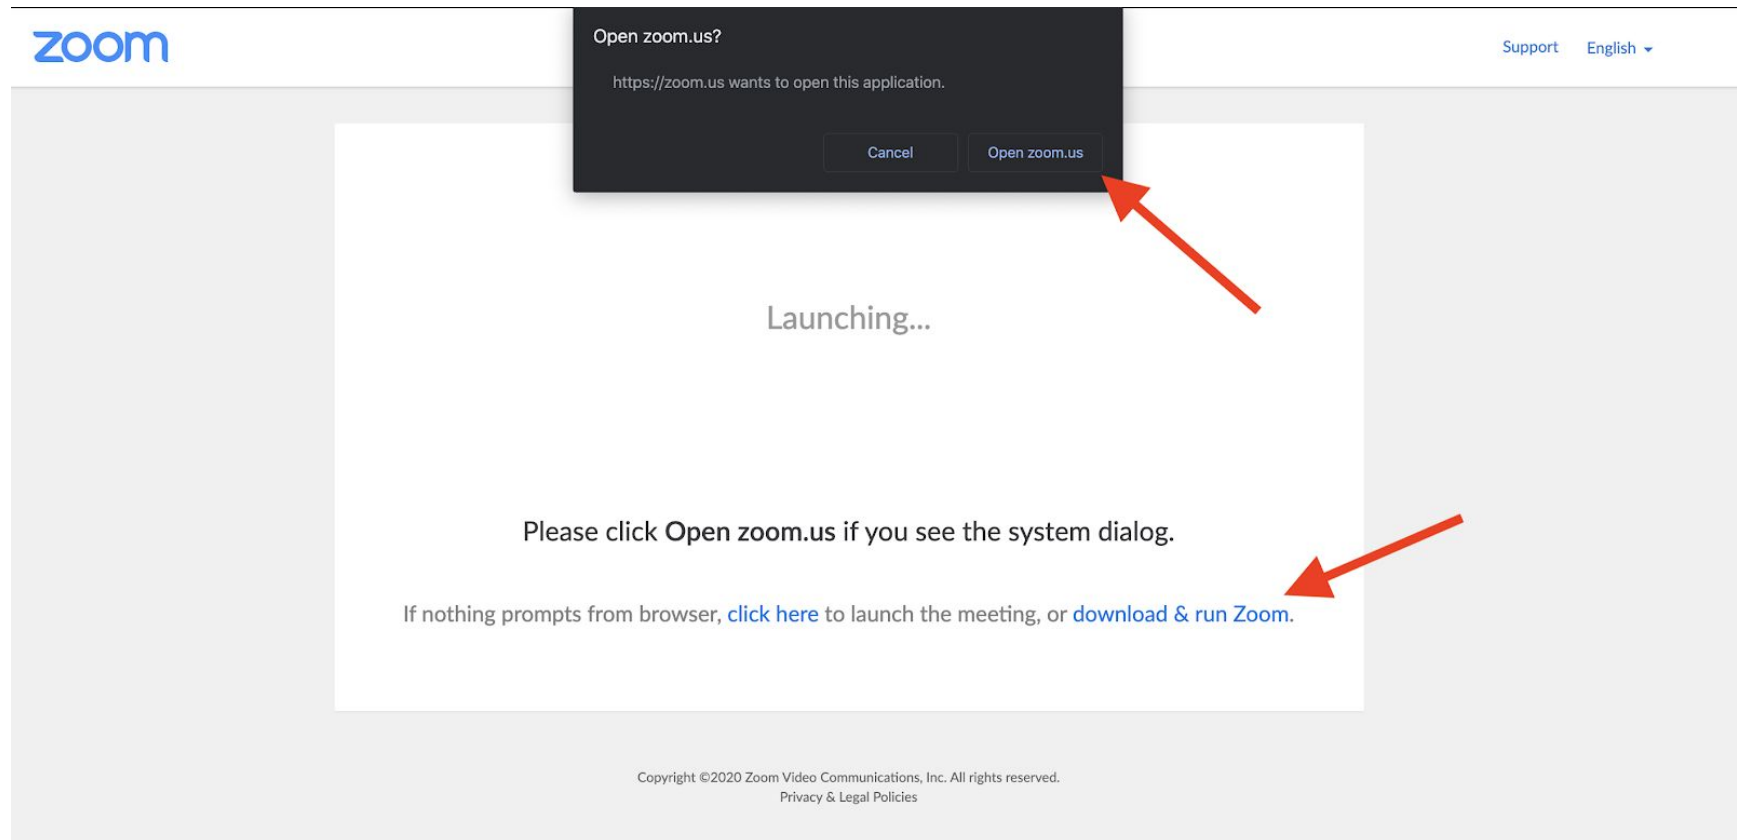 zoom
Support
English
Open zoom.us?
https://zoom.us wants to open this application.
Cancel
Open zoom.us
Launching...
Please click Open zoom.us if you see the system dialog.
If nothing prompts from browser, click here to launch the meeting, or download & run Zoom.
Copyright ©2020 Zoom Video Communications, Inc. All rights reserved.
Privacy & Legal Policies